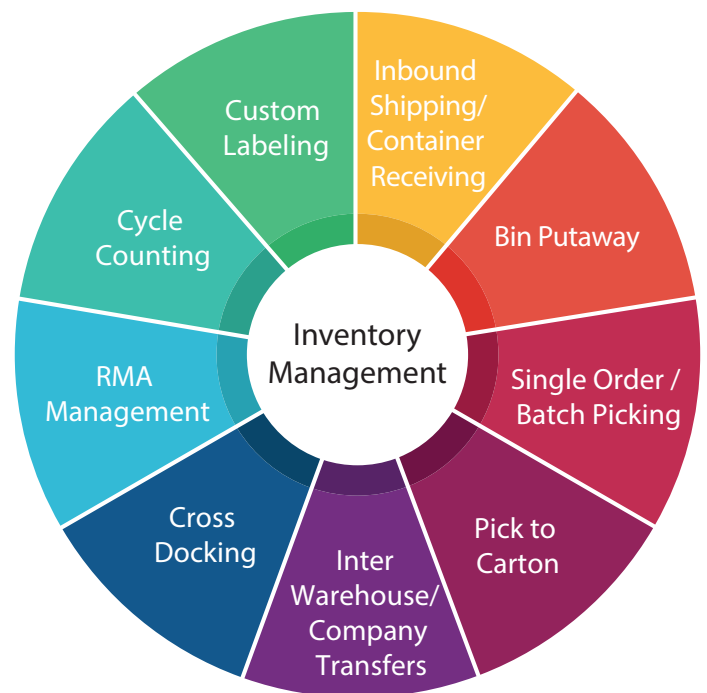 Inbound
Shipping/
Container
Receiving
Bin Putaway
Single Order /
Batch Picking
Pick to
Carton
Inter
Warehouse/
Company
Transfers
Cross
Docking
RMA
Management
Cycle
Counting
Custom
Labeling
Inventory
Management